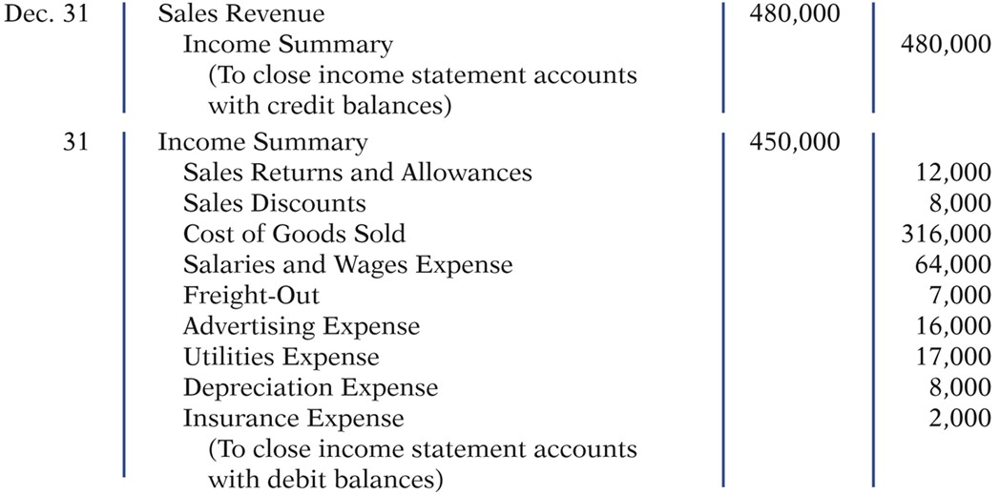 Dec. 31 Sales Revenue 480,000
Income Summary 480,000
(To close income statement accounts
with credit balances)
31 Income Summary 450,000
Sales Returns and Allowances 12,000
Sales Discounts 8,000
Cost of Goods Sold 316,000
Salaries and Wages Expense 64,000
Freight-Out 7,000
Advertising Expense 16,000
Utilities Expense 17,000
Depreciation Expense 8,000
Insurance Expense 2,000
(To close income statement accounts
with debit balances)